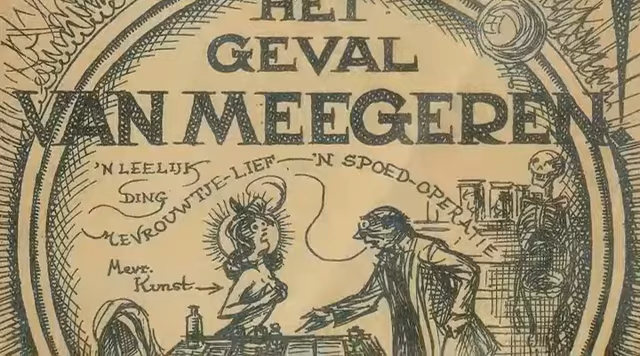 HET
GEVAL
VAN MEEGEREN
'N LEELIJK
DING
MEVROUWTJE-LIEF-'N SPOED-OPERATIE
Mevr.
Kunst